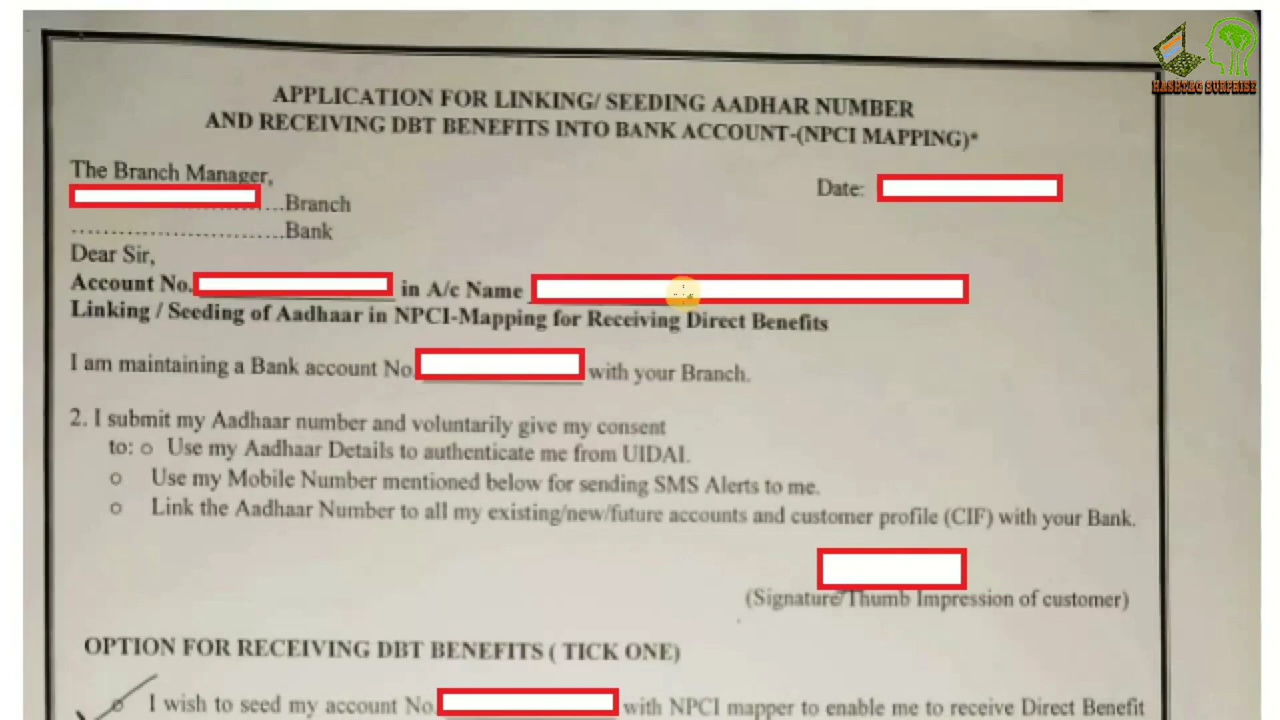 HASHTAG SURPRISE
APPLICATION FOR LINKING/ SEEDING AADHAR NUMBER
AND RECEIVING DBT BENEFITS INTO BANK ACCOUNT-(NPCI MAPPING)*
The Branch Manager,
Date:
....Branch
............................Bank
Dear Sir,
Account No. in A/c Name
Linking / Seeding of Aadhaar in NPCI-Mapping for Receiving Direct Benefits
I am maintaining a Bank account No. with your Branch.
2. I submit my Aadhaar number and voluntarily give my consent
to: o Use my Aadhaar Details to authenticate me from UIDAI.
o Use my Mobile Number mentioned below for sending SMS Alerts to me.
o Link the Aadhaar Number to all my existing/new/future accounts and customer profile (CIF) with your Bank.
(Signature/Thumb Impression of customer)
OPTION FOR RECEIVING DBT BENEFITS ( TICK ONE)
o I wish to seed my account No. with NPCI mapper to enable me to receive Direct Benefit